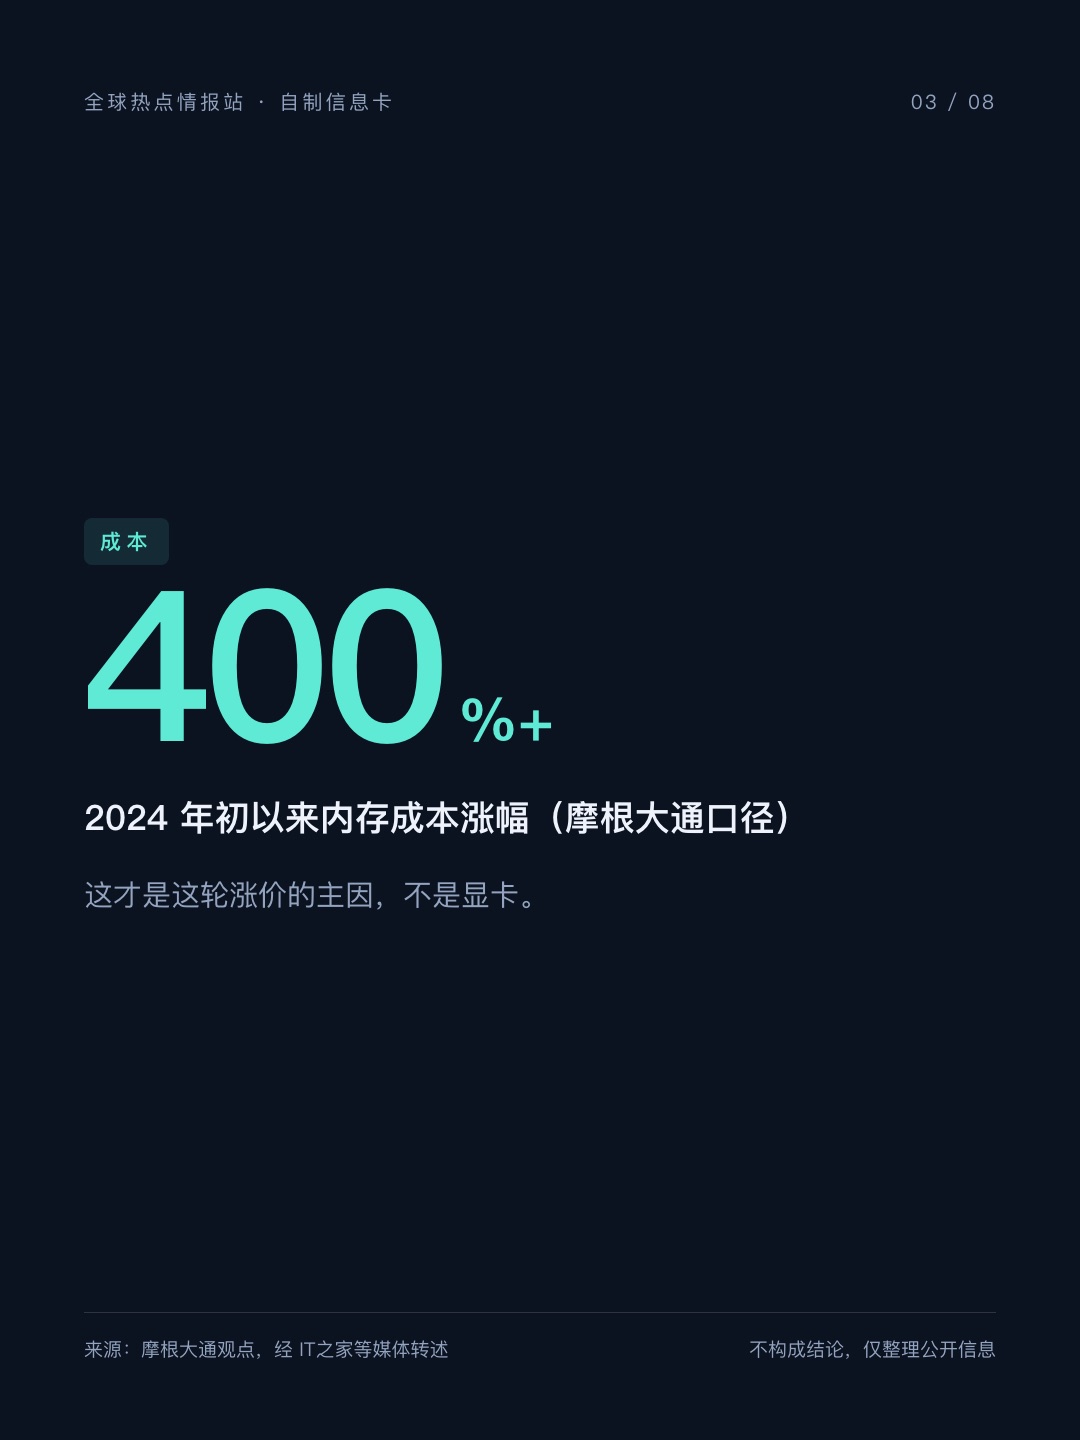 全球热点情报站 · 自制信息卡
03 / 08
成本
400 %+
2024 年初以来内存成本涨幅（摩根大通口径）
这才是这轮涨价的主因，不是显卡。
来源：摩根大通观点，经 IT之家等媒体转述
不构成结论，仅整理公开信息